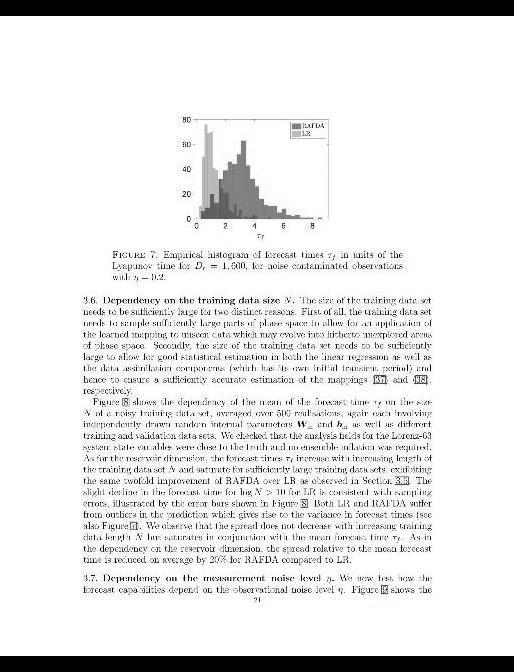 80
60
40
20
0
0 2 4 6 8
τf
RAFDA
LR
Figure 7. Empirical histogram of forecast times τf in units of the
Lyapunov time for Dr = 1,600, for noise contaminated observations
with η = 0.2.
3.6. Dependency on the training data size N. The size of the training data set
needs to be sufficiently large for two distinct reasons. First of all, the training data set
needs to sample sufficiently large parts of phase space to allow for an application of
the learned mapping to unseen data which may evolve into hitherto unexplored areas
of phase space. Secondly, the size of the training data set needs to be sufficiently
large to allow for good statistical estimation in both the linear regression as well as
the data assimilation components (which has its own initial transient period) and
hence to ensure a sufficiently accurate estimation of the mappings (37) and (38),
respectively.
Figure 8 shows the dependency of the mean of the forecast time τf on the size
N of a noisy training data set, averaged over 500 realisations, again each involving
independently drawn random internal parameters Win and bin as well as different
training and validation data sets. We checked that the analysis fields for the Lorenz-63
system state variables were close to the truth and no ensemble inflation was required.
As for the reservoir dimension, the forecast times τf increase with increasing length of
the training data set N and saturate for sufficiently large training data sets, exhibiting
the same twofold improvement of RAFDA over LR as observed in Section 3.5. The
slight decline in the forecast time for log N > 10 for LR is consistent with sampling
errors, illustrated by the error bars shown in Figure 8. Both LR and RAFDA suffer
from outliers in the prediction which gives rise to the variance in forecast times (see
also Figure 7). We observe that the spread does not decrease with increasing training
data length N but saturates in conjunction with the mean forecast time τf. As in
the dependency on the reservoir dimension, the spread relative to the mean forecast
time is reduced on average by 20% for RAFDA compared to LR.
3.7. Dependency on the measurement noise level η. We now test how the
forecast capabilities depend on the observational noise level η. Figure 9 shows the
21